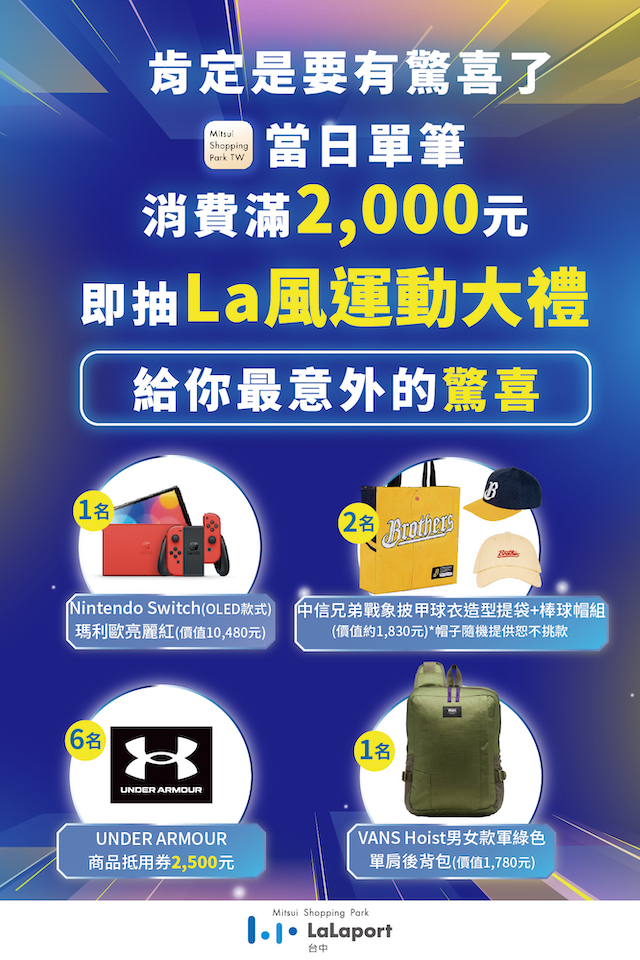 肯定是要有驚喜了
Mitsui
Shopping
Park TW
當日單筆
消費滿2,000元
即抽La風運動大禮
給你最意外的驚喜
1名
Nintendo Switch(OLED款式)
瑪利歐亮麗紅(價值10,480元)
2名
Brothers
B
B
Brothers
中信兄弟戰象披甲球衣造型提袋+棒球帽組
(價值約1,830元)*帽子隨機提供恕不挑款
6名
UNDER ARMOUR
UNDER ARMOUR
商品抵用券2,500元
1名
VANS Hoist男女款軍綠色
單肩後背包(價值1,780元)
Mitsui Shopping Park
LaLaport
台中